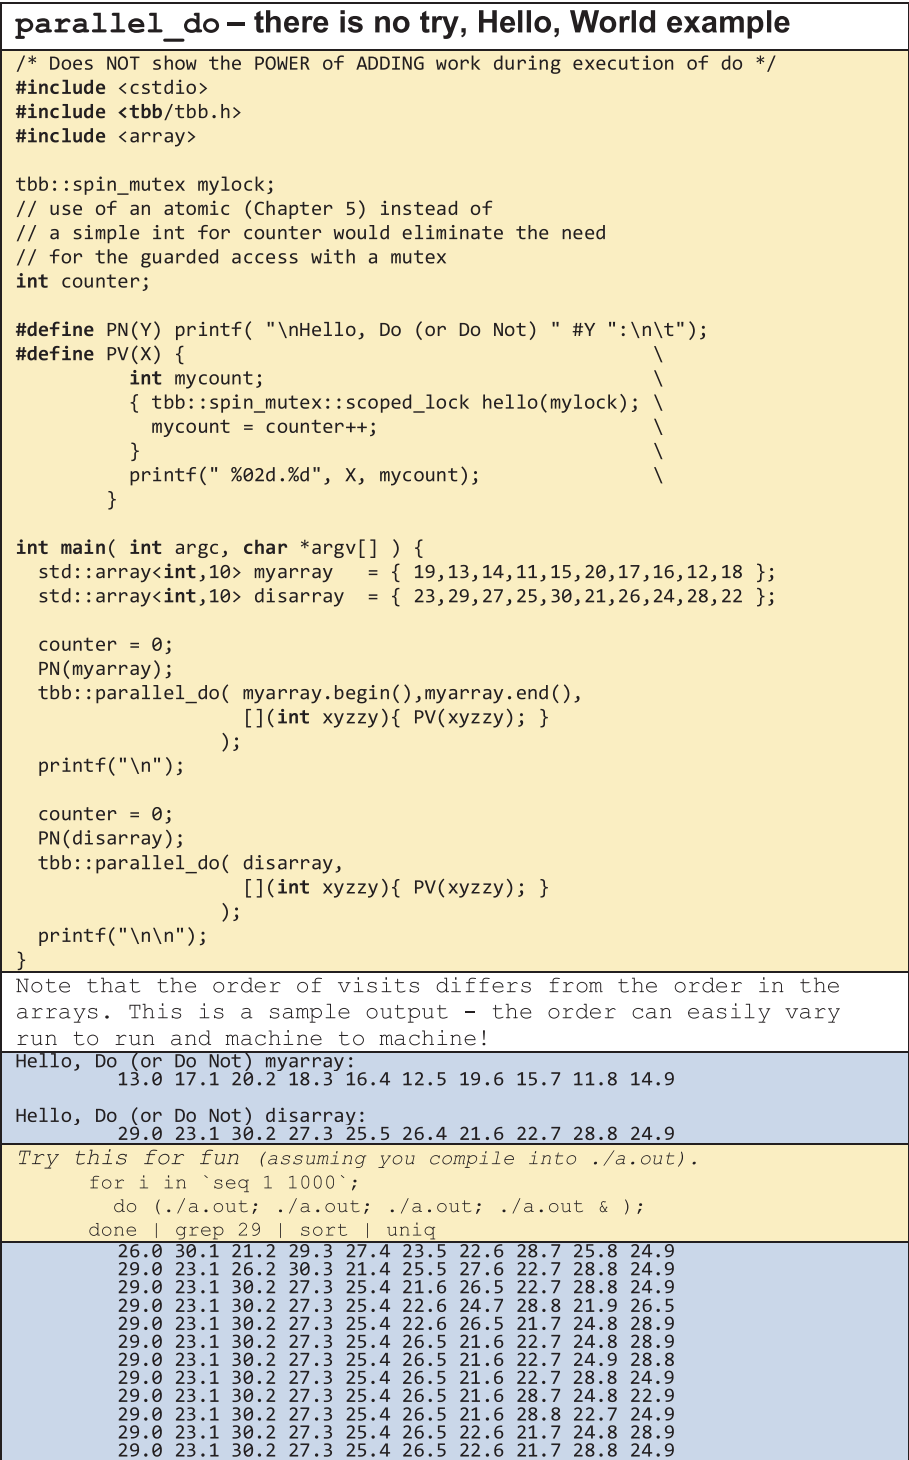 parallel_do – there is no try, Hello, World example
/* Does NOT show the POWER of ADDING work during execution of do */
#include <cstdio>
#include <tbb/tbb.h>
#include <array>

tbb::spin_mutex mylock;
// use of an atomic (Chapter 5) instead of
// a simple int for counter would eliminate the need
// for the guarded access with a mutex
int counter;

#define PN(Y) printf( "\nHello, Do (or Do Not) " #Y ":\n\t");
#define PV(X) {                                          \
          int mycount;                                   \
          { tbb::spin_mutex::scoped_lock hello(mylock); \
            mycount = counter++;                         \
          }                                              \
          printf(" %02d.%d", X, mycount);                \
        }

int main( int argc, char *argv[] ) {
  std::array<int,10> myarray   = { 19,13,14,11,15,20,17,16,12,18 };
  std::array<int,10> disarray  = { 23,29,27,25,30,21,26,24,28,22 };

  counter = 0;
  PN(myarray);
  tbb::parallel_do( myarray.begin(),myarray.end(),
                    [](int xyzzy){ PV(xyzzy); }
                  );
  printf("\n");

  counter = 0;
  PN(disarray);
  tbb::parallel_do( disarray,
                    [](int xyzzy){ PV(xyzzy); }
                  );
  printf("\n\n");
}
Note that the order of visits differs from the order in the
arrays. This is a sample output - the order can easily vary
run to run and machine to machine!
Hello, Do (or Do Not) myarray:
         13.0 17.1 20.2 18.3 16.4 12.5 19.6 15.7 11.8 14.9

Hello, Do (or Do Not) disarray:
         29.0 23.1 30.2 27.3 25.5 26.4 21.6 22.7 28.8 24.9
Try this for fun (assuming you compile into ./a.out).
      for i in `seq 1 1000`;
        do (./a.out; ./a.out; ./a.out; ./a.out & );
      done | grep 29 | sort | uniq
         26.0 30.1 21.2 29.3 27.4 23.5 22.6 28.7 25.8 24.9
         29.0 23.1 26.2 30.3 21.4 25.5 27.6 22.7 28.8 24.9
         29.0 23.1 30.2 27.3 25.4 21.6 26.5 22.7 28.8 24.9
         29.0 23.1 30.2 27.3 25.4 22.6 24.7 28.8 21.9 26.5
         29.0 23.1 30.2 27.3 25.4 22.6 26.5 21.7 24.8 28.9
         29.0 23.1 30.2 27.3 25.4 26.5 21.6 22.7 24.8 28.9
         29.0 23.1 30.2 27.3 25.4 26.5 21.6 22.7 24.9 28.8
         29.0 23.1 30.2 27.3 25.4 26.5 21.6 22.7 28.8 24.9
         29.0 23.1 30.2 27.3 25.4 26.5 21.6 28.7 24.8 22.9
         29.0 23.1 30.2 27.3 25.4 26.5 21.6 28.8 22.7 24.9
         29.0 23.1 30.2 27.3 25.4 26.5 22.6 21.7 24.8 28.9
         29.0 23.1 30.2 27.3 25.4 26.5 22.6 21.7 28.8 24.9